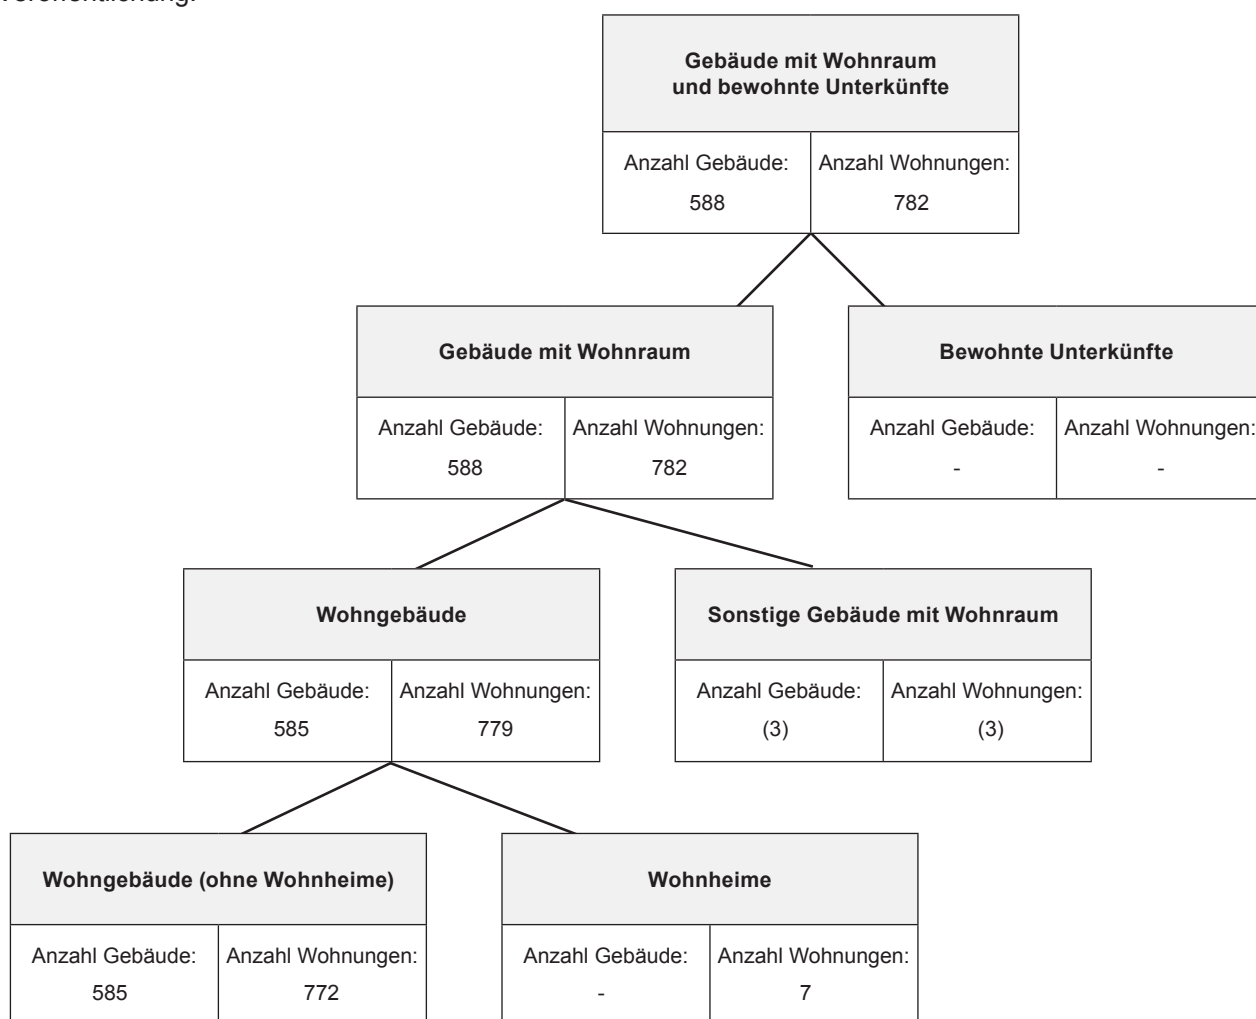 Veröffentlichung.
Gebäude mit Wohnraum
und bewohnte Unterkünfte
Anzahl Gebäude: Anzahl Wohnungen:
588 782
Gebäude mit Wohnraum Bewohnte Unterkünfte
Anzahl Gebäude: Anzahl Wohnungen: Anzahl Gebäude: Anzahl Wohnungen:
588 782 - -
Wohngebäude Sonstige Gebäude mit Wohnraum
Anzahl Gebäude: Anzahl Wohnungen: Anzahl Gebäude: Anzahl Wohnungen:
585 779 (3) (3)
Wohngebäude (ohne Wohnheime) Wohnheime
Anzahl Gebäude: Anzahl Wohnungen: Anzahl Gebäude: Anzahl Wohnungen:
585 772 - 7